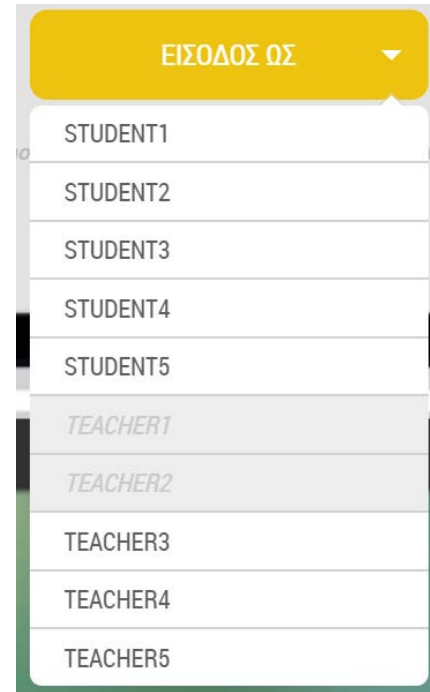 ΕΙΣΟΔΟΣ ΩΣ
STUDENT1
STUDENT2
STUDENT3
STUDENT4
STUDENT5
TEACHER1
TEACHER2
TEACHER3
TEACHER4
TEACHER5